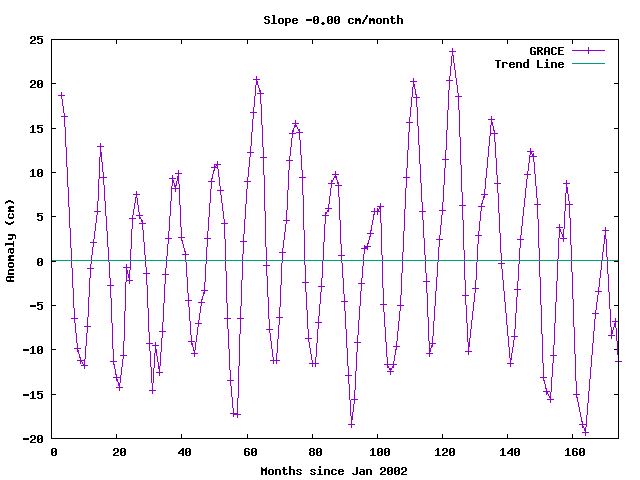 Slope -0.00 cm/month
GRACE
Trend Line
25
20
15
10
5
0
-5
-10
-15
-20
Anomaly (cm)
0 20 40 60 80 100 120 140 160
Months since Jan 2002